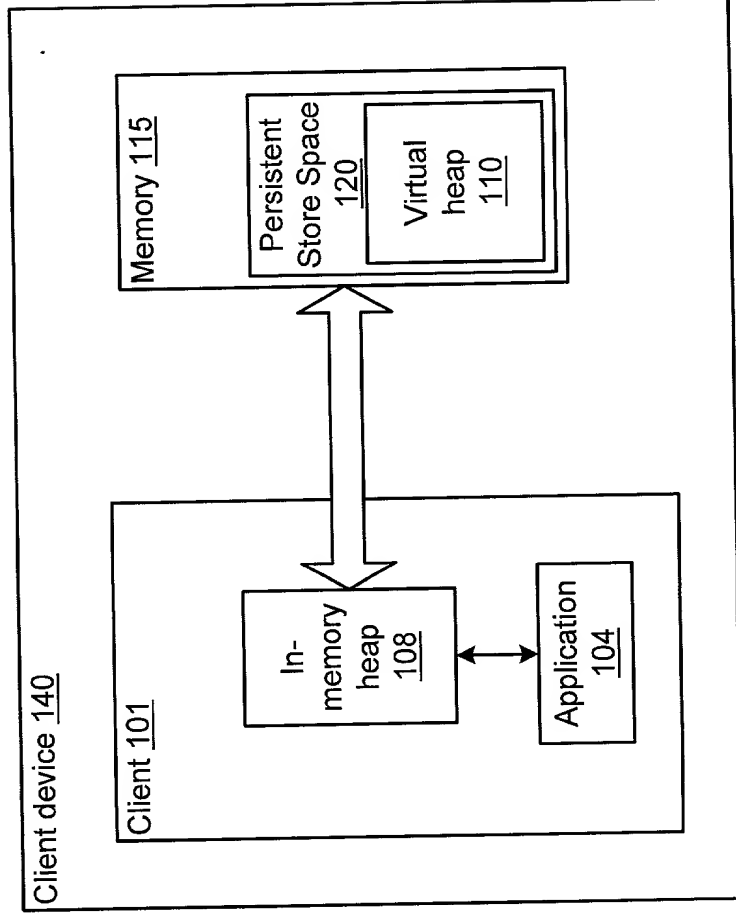 Client device 140
Client 101
In-
memory
heap
108
Application
104
Memory 115
Persistent
Store Space
120
Virtual
heap
110